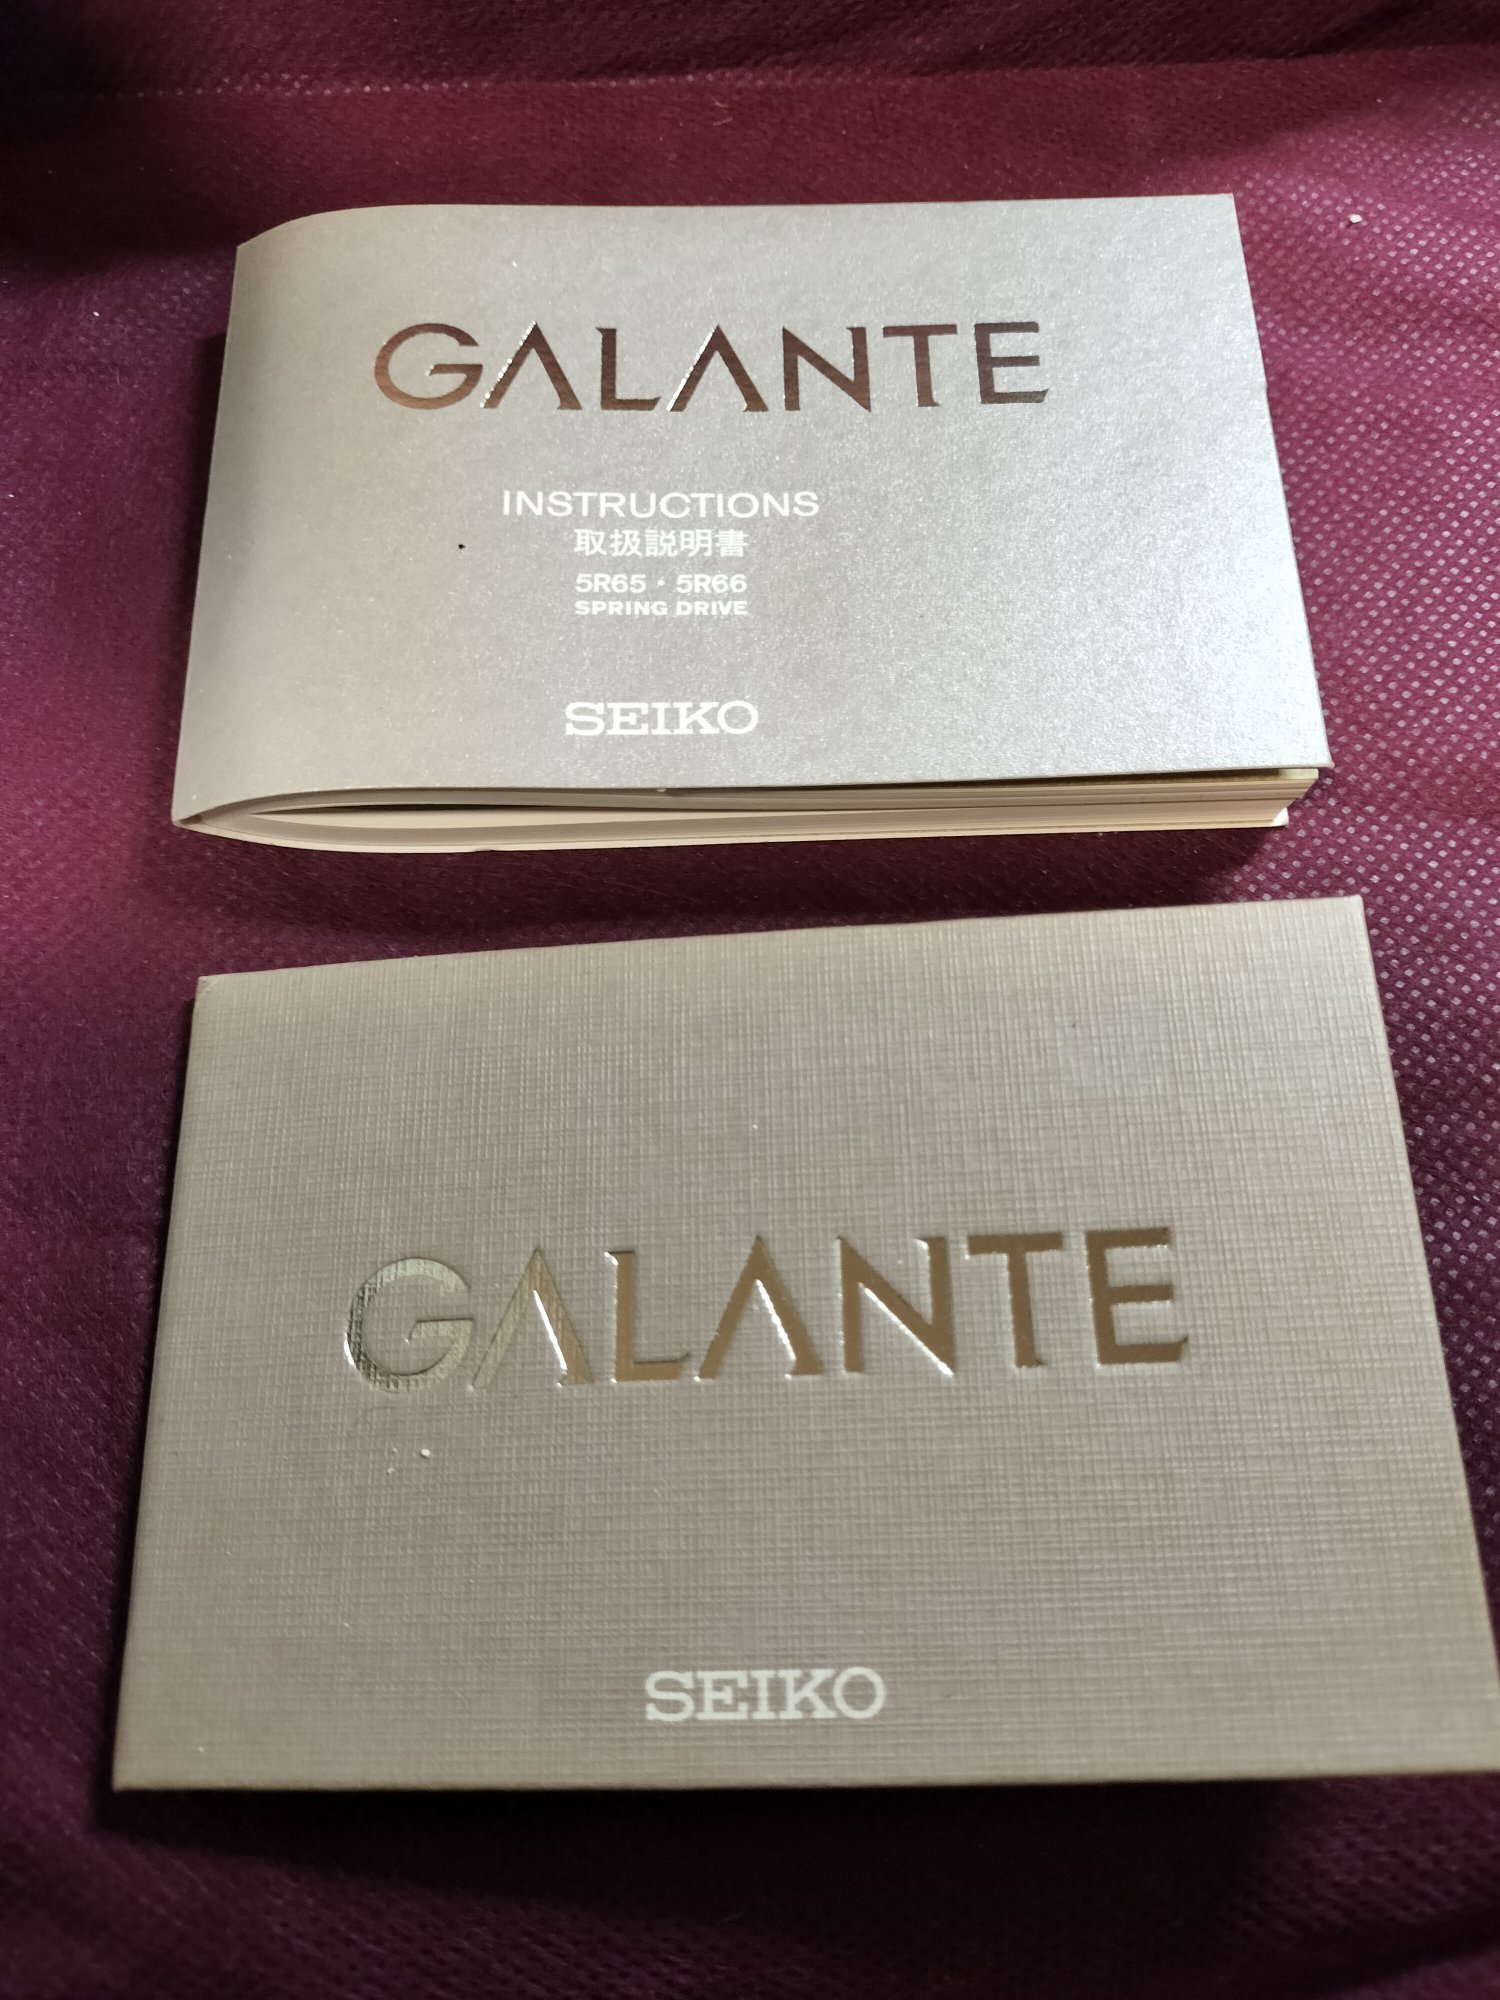 GALANTE
INSTRUCTIONS
取扱説明書
5R65・5R66
SPRING DRIVE
SEIKO
GALANTE
SEIKO